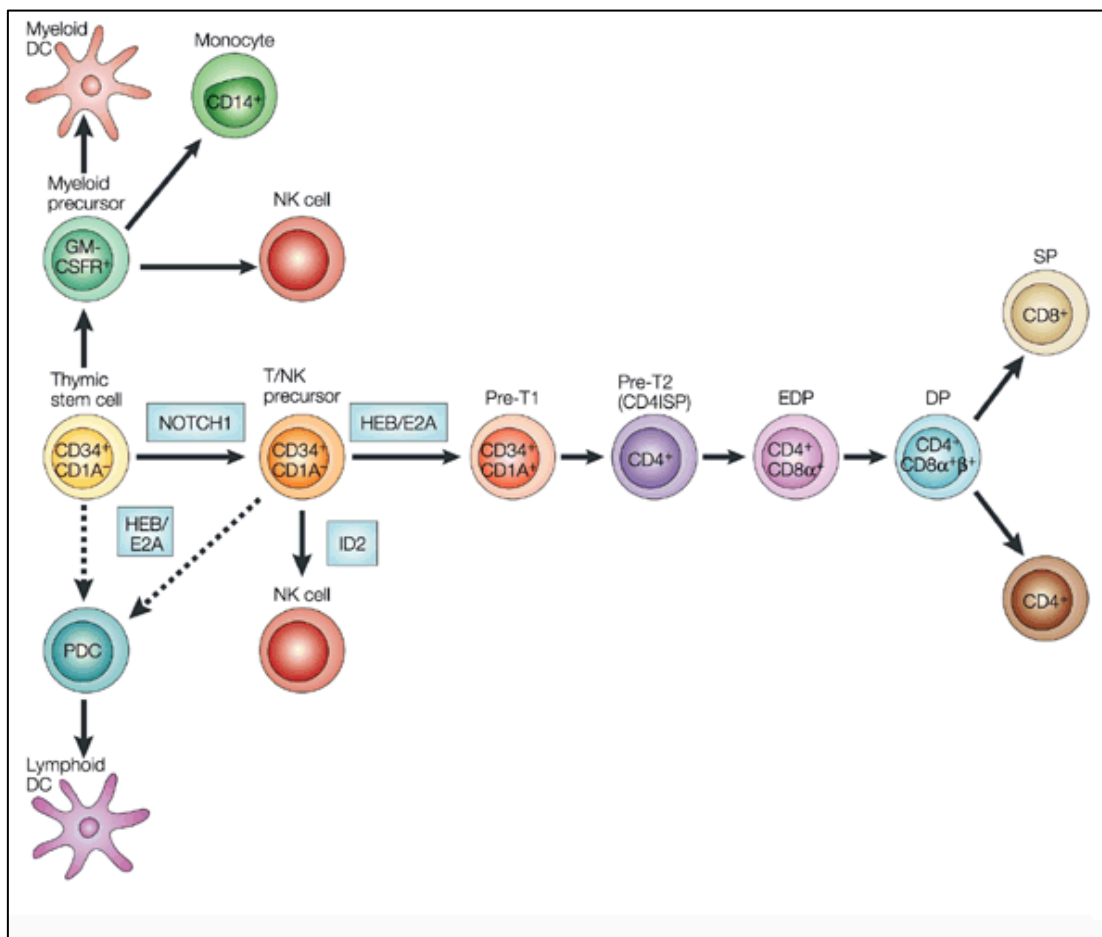 Myeloid
DC
Monocyte
CD14⁺
Myeloid
precursor
GM-
CSFR⁺
NK cell
SP
CD8⁺
Thymic
stem cell
CD34⁺
CD1A⁻
NOTCH1
T/NK
precursor
CD34⁺
CD1A⁻
HEB/E2A
Pre-T1
CD34⁺
CD1A⁺
Pre-T2
(CD4ISP)
CD4⁺
EDP
CD4⁺
CD8α⁺
DP
CD4⁺
CD8α⁺β⁺
HEB/
E2A
ID2
NK cell
CD4⁺
PDC
Lymphoid
DC